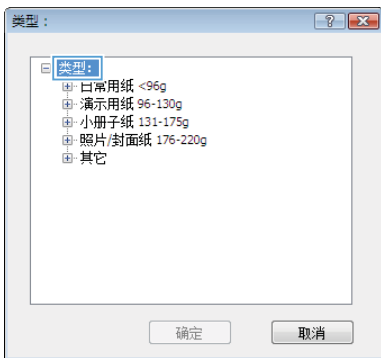 类型：
类型：
日常用纸 <96g
演示用纸 96-130g
小册子纸 131-175g
照片/封面纸 176-220g
其它
确定
取消